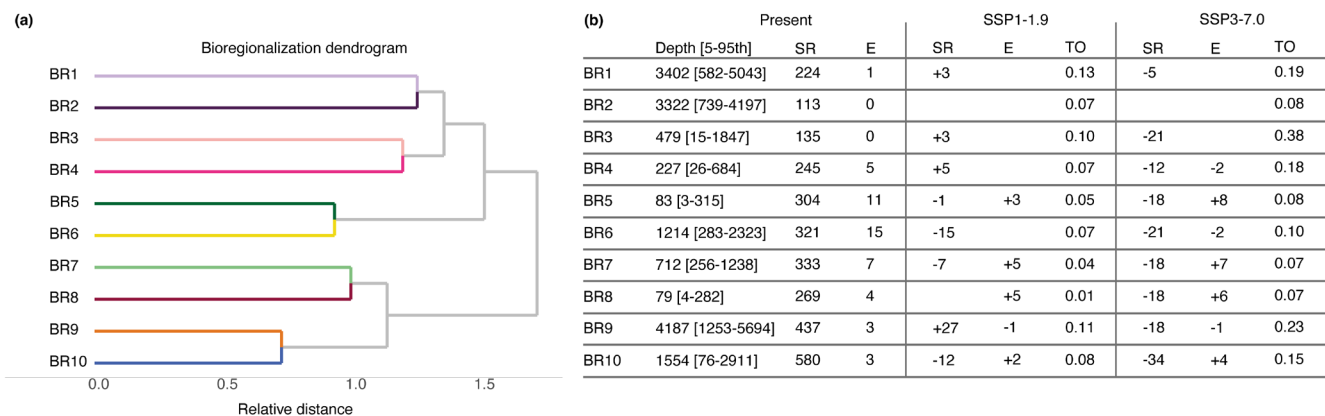 (a)
Bioregionalization dendrogram
BR1
BR2
BR3
BR4
BR5
BR6
BR7
BR8
BR9
BR10
0.0 0.5 1.0 1.5
Relative distance
(b) Present SSP1-1.9 SSP3-7.0
Depth [5-95th] SR E SR E TO SR E TO
BR1 3402 [582-5043] 224 1 +3 0.13 -5 0.19
BR2 3322 [739-4197] 113 0 0.07 0.08
BR3 479 [15-1847] 135 0 +3 0.10 -21 0.38
BR4 227 [26-684] 245 5 +5 0.07 -12 -2 0.18
BR5 83 [3-315] 304 11 -1 +3 0.05 -18 +8 0.08
BR6 1214 [283-2323] 321 15 -15 0.07 -21 -2 0.10
BR7 712 [256-1238] 333 7 -7 +5 0.04 -18 +7 0.07
BR8 79 [4-282] 269 4 +5 0.01 -18 +6 0.07
BR9 4187 [1253-5694] 437 3 +27 -1 0.11 -18 -1 0.23
BR10 1554 [76-2911] 580 3 -12 +2 0.08 -34 +4 0.15